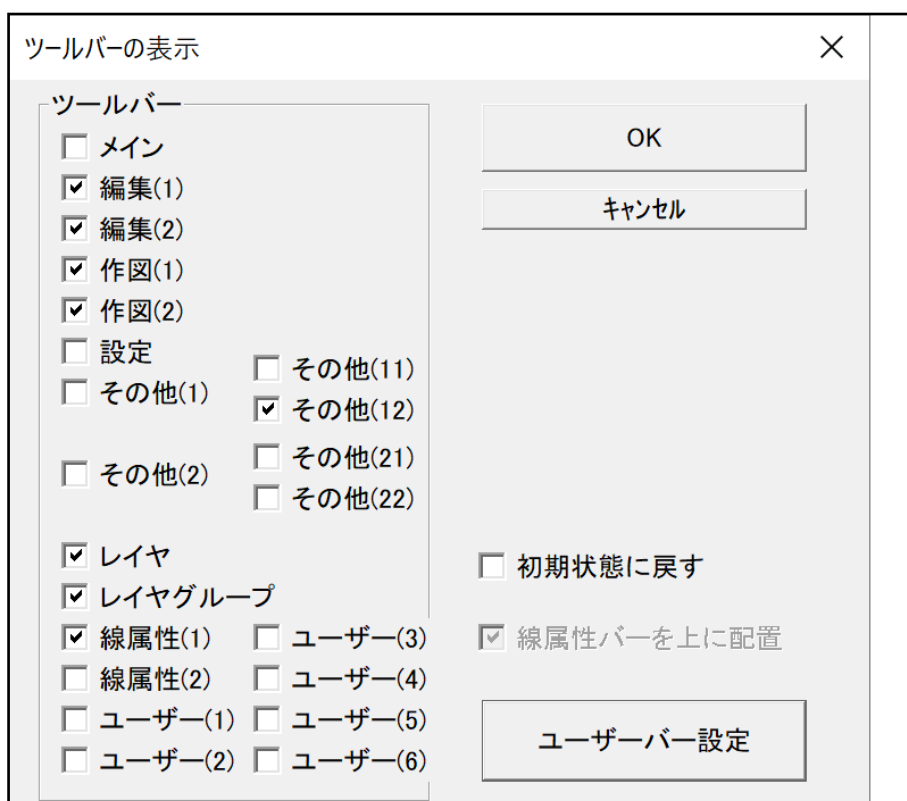 ツールバーの表示
ツールバー
メイン
編集(1)
編集(2)
作図(1)
作図(2)
設定
その他(1)
その他(11)
その他(12)
その他(2)
その他(21)
その他(22)
レイヤ
レイヤグループ
線属性(1)
ユーザー(3)
線属性(2)
ユーザー(4)
ユーザー(1)
ユーザー(5)
ユーザー(2)
ユーザー(6)
OK
キャンセル
初期状態に戻す
線属性バーを上に配置
ユーザーバー設定